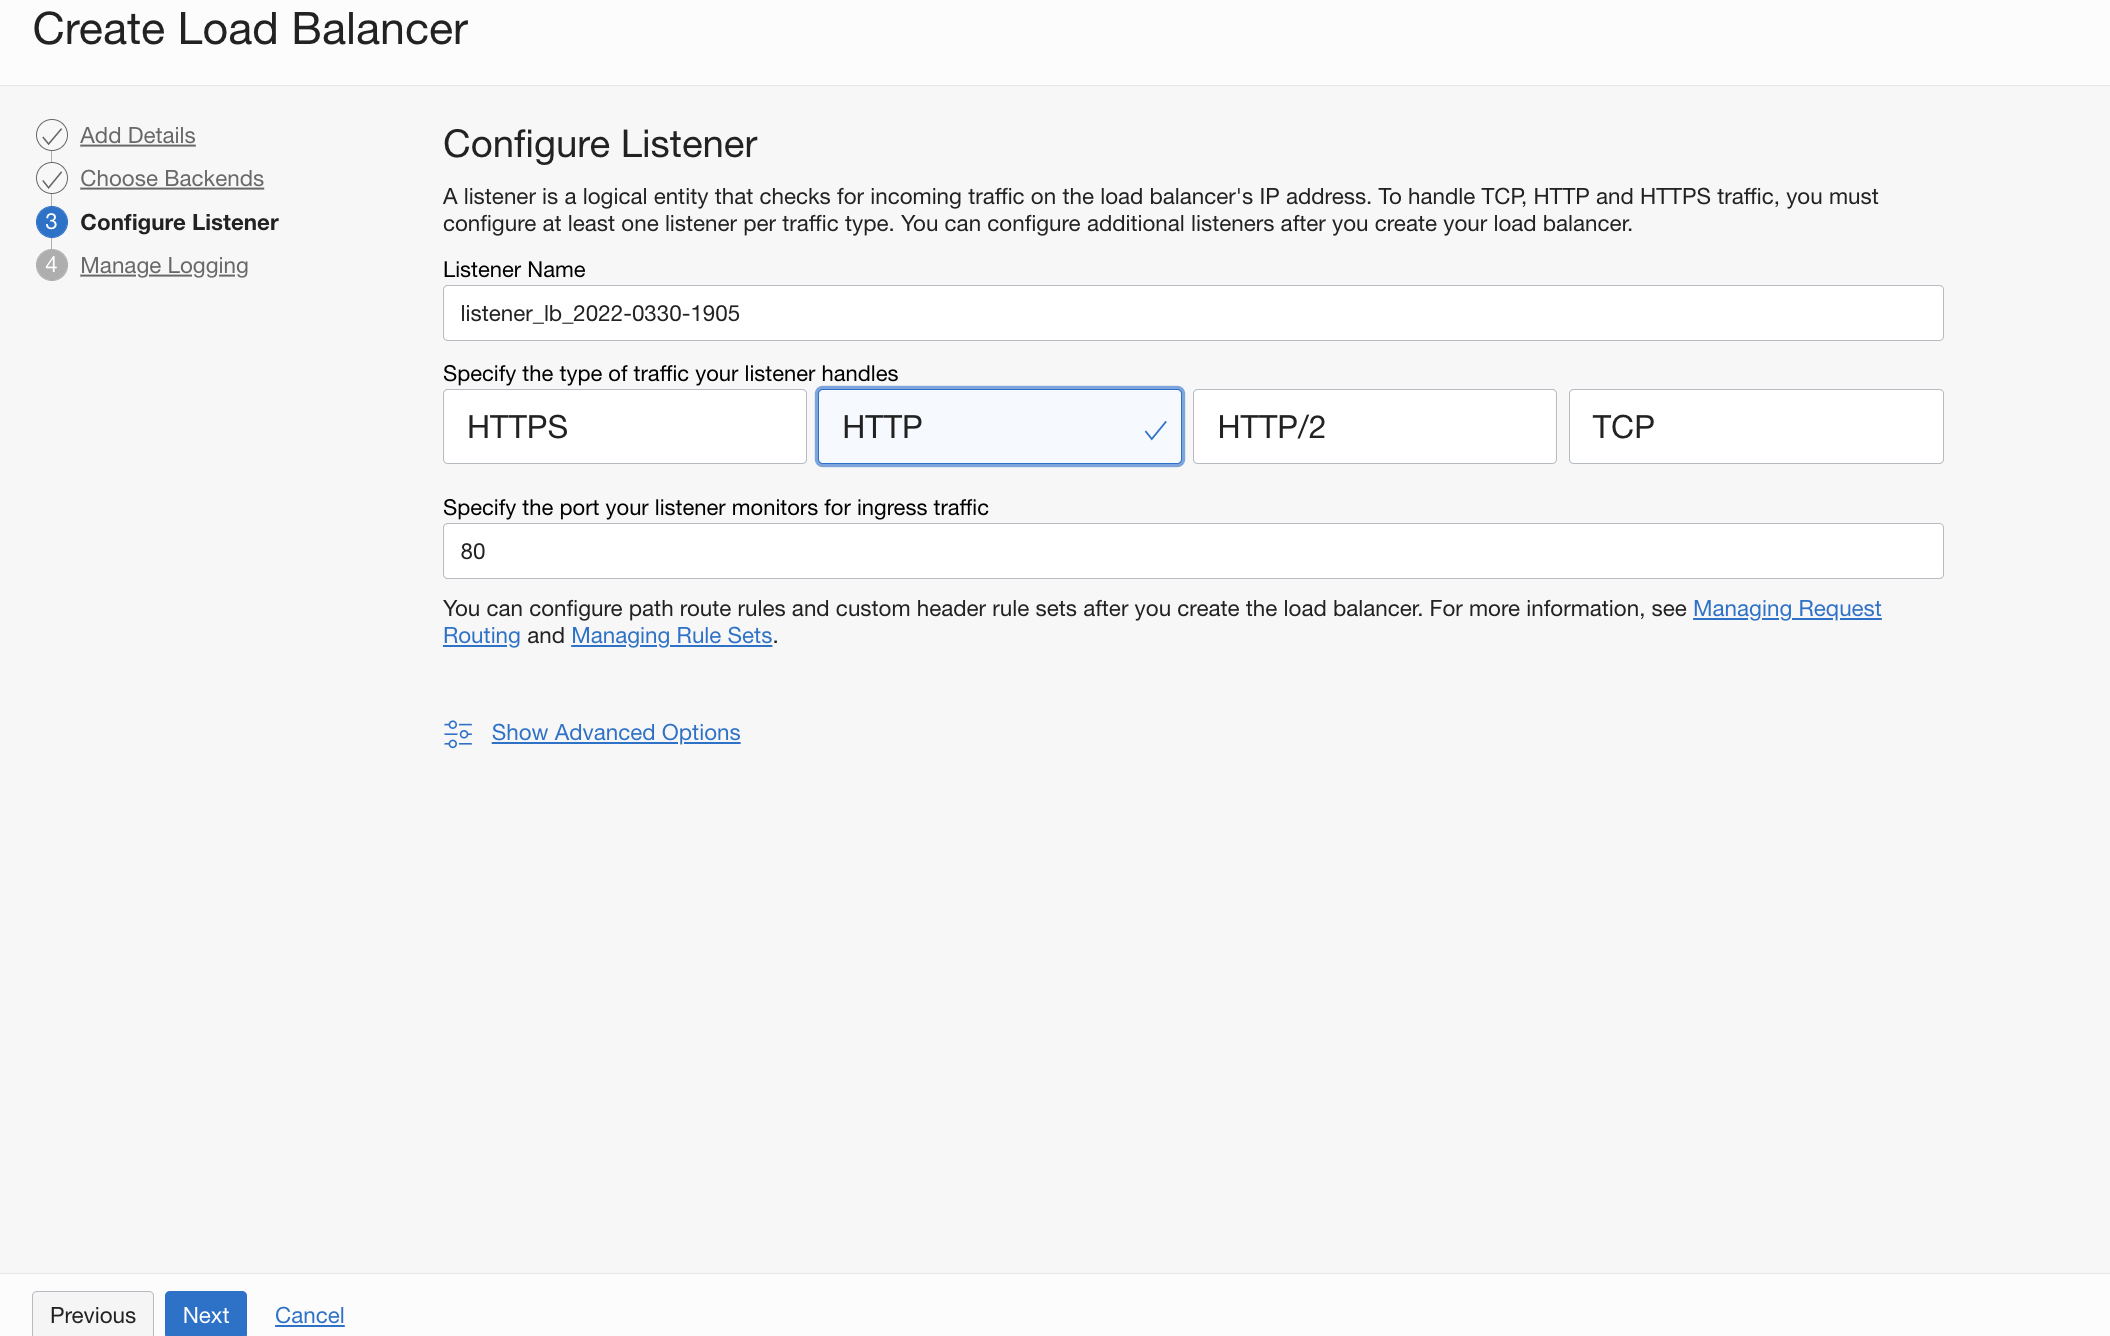 Create Load Balancer
Add Details
Choose Backends
3 Configure Listener
4 Manage Logging
Configure Listener
A listener is a logical entity that checks for incoming traffic on the load balancer's IP address. To handle TCP, HTTP and HTTPS traffic, you must
configure at least one listener per traffic type. You can configure additional listeners after you create your load balancer.
Listener Name
listener_lb_2022-0330-1905
Specify the type of traffic your listener handles
HTTPS HTTP HTTP/2 TCP
Specify the port your listener monitors for ingress traffic
80
You can configure path route rules and custom header rule sets after you create the load balancer. For more information, see Managing Request
Routing and Managing Rule Sets.
Show Advanced Options
Previous Next Cancel